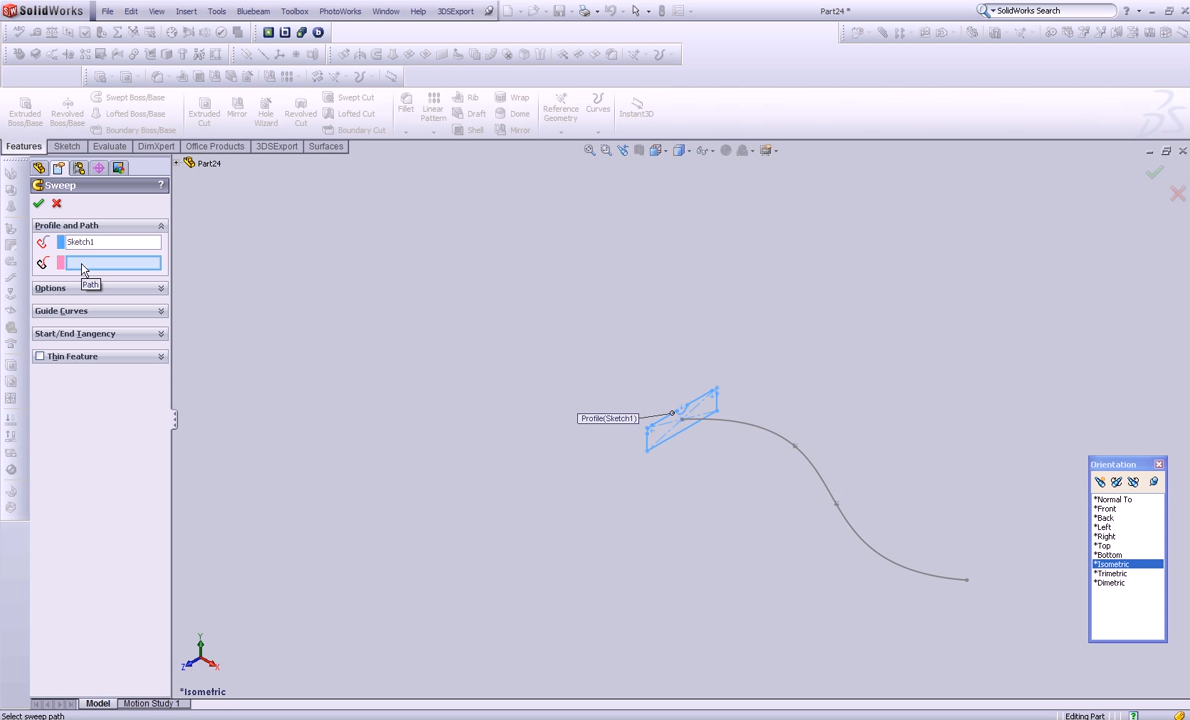 SolidWorks File Edit View Insert Tools Toolbox Bluebeam PhotoWorks Window Help 3DSExport Part24 * SolidWorks Search ?
Extruded Boss/Base
Revolved Boss/Base
Swept Boss/Base
Lofted Boss/Base
Boundary Boss/Base
Extruded Cut
Mirror
Hole Wizard
Revolved Cut
Swept Cut
Lofted Cut
Boundary Cut
Fillet
Linear Pattern
Rib
Draft
Shell
Wrap
Dome
Mirror
Reference Geometry
Curves
Instant3D
Features Sketch Evaluate DimXpert Office Products 3DSExport Surfaces
Part24
Sweep ?
Profile and Path
Sketch1
Path
Options
Guide Curves
Start/End Tangency
Thin Feature
Profile(Sketch1)
Orientation
*Normal To
*Front
*Back
*Left
*Right
*Top
*Bottom
*Isometric
*Trimetric
*Dimetric
Y
Z
X
*Isometric
Model Motion Study 1
Select sweep path Editing Part ?